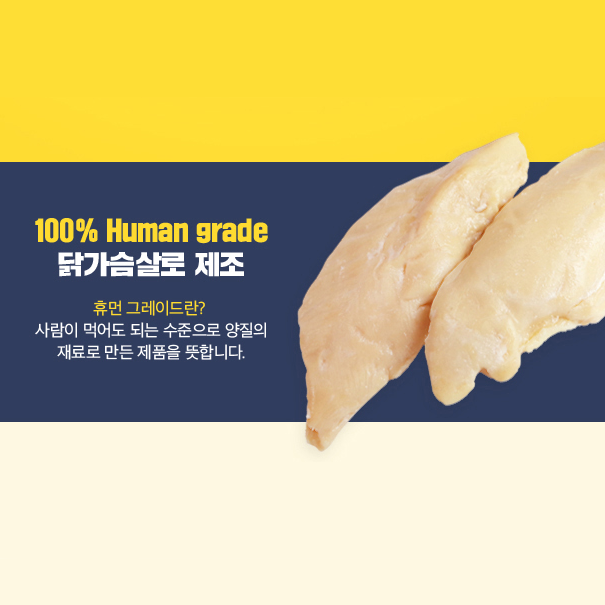 100% Human grade
닭가슴살로 제조
휴먼 그레이드란?
사람이 먹어도 되는 수준으로 양질의
재료로 만든 제품을 뜻합니다.